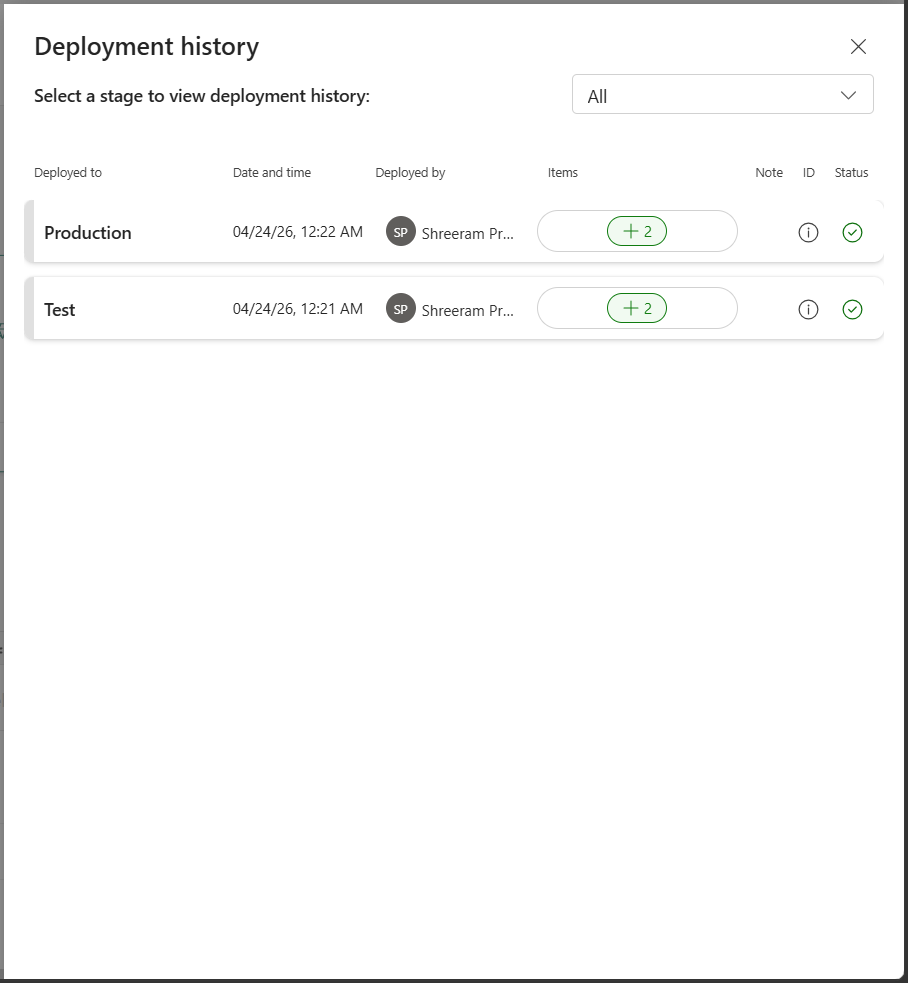 Deployment history
Select a stage to view deployment history:
All
Deployed to Date and time Deployed by Items Note ID Status
Production 04/24/26, 12:22 AM SP Shreeram Pr... + 2
Test 04/24/26, 12:21 AM SP Shreeram Pr... + 2